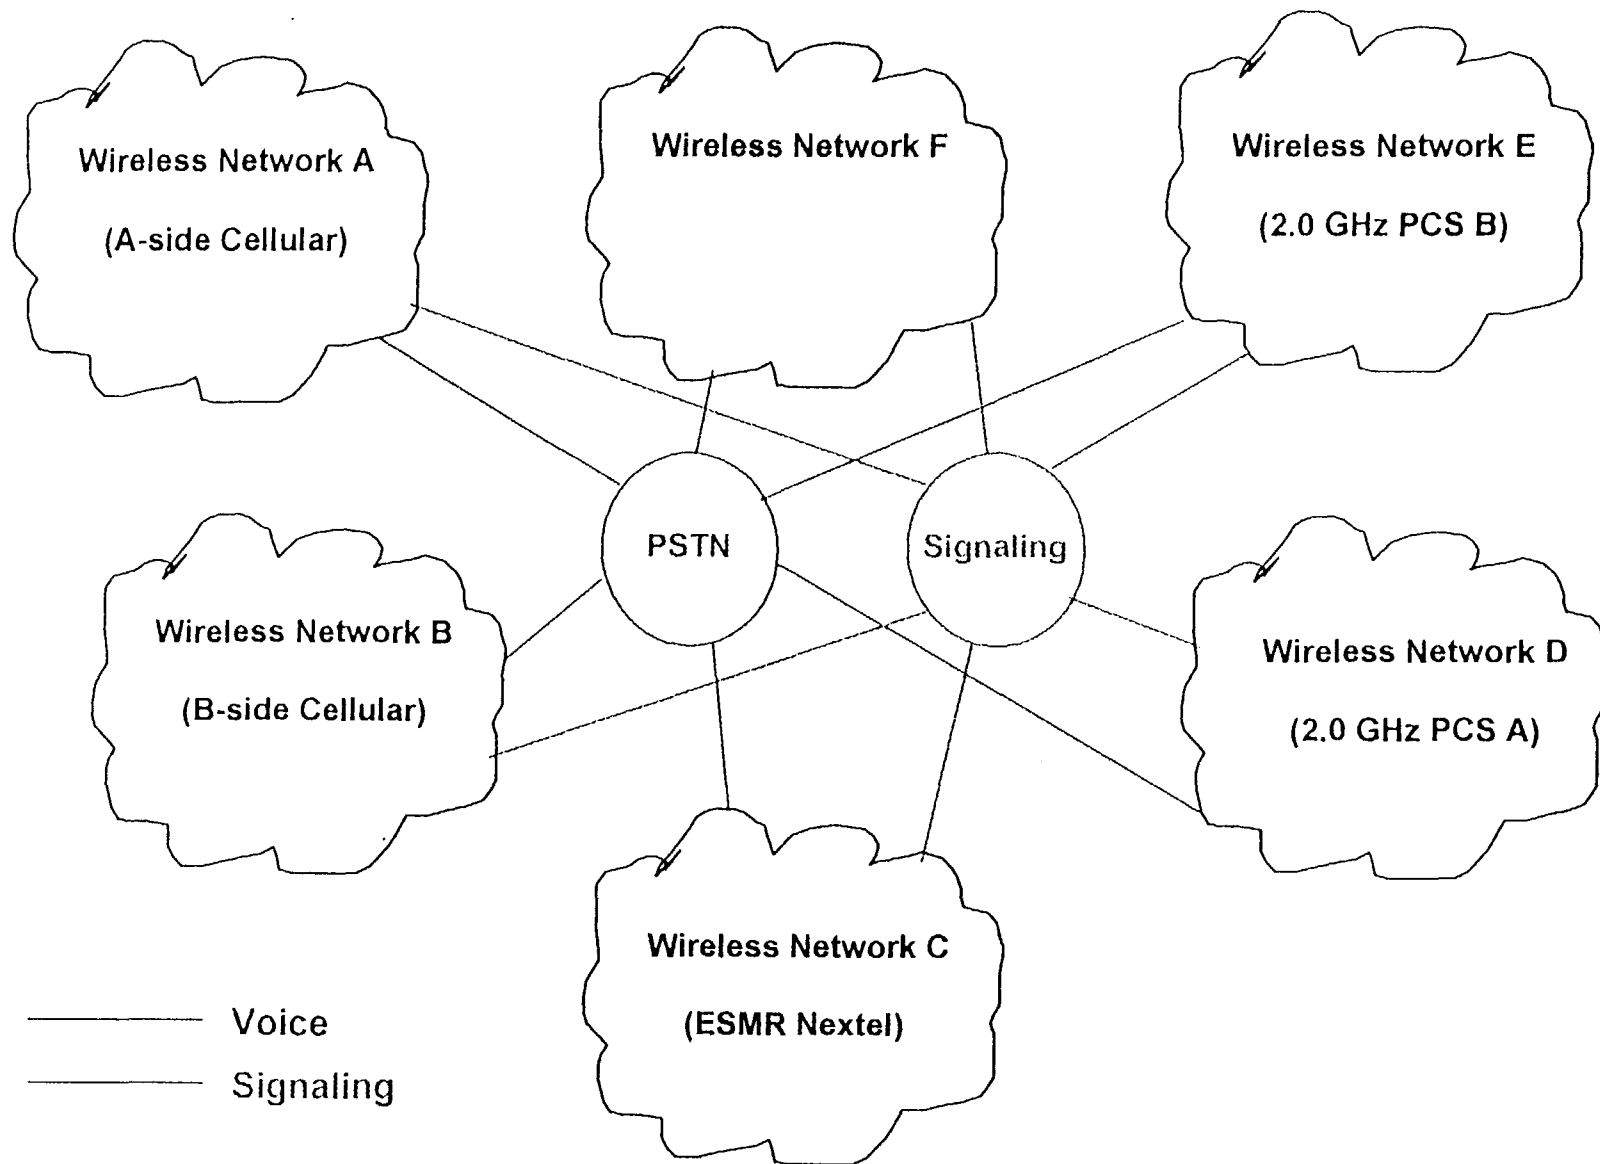 Wireless Network A
(A-side Cellular)
Wireless Network F
Wireless Network E
(2.0 GHz PCS B)
PSTN
Signaling
Wireless Network B
(B-side Cellular)
Wireless Network D
(2.0 GHz PCS A)
Wireless Network C
(ESMR Nextel)
Voice
Signaling